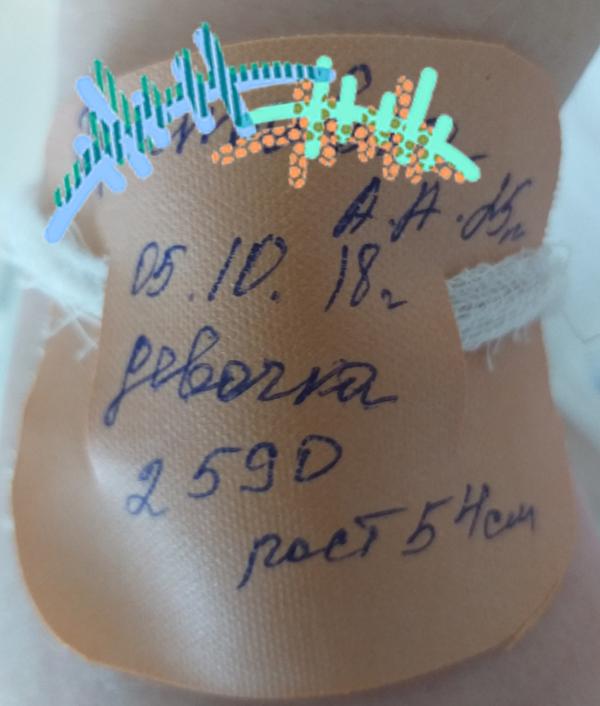 А.А. 25л
05.10. 18г
девочка
2590
рост 54см